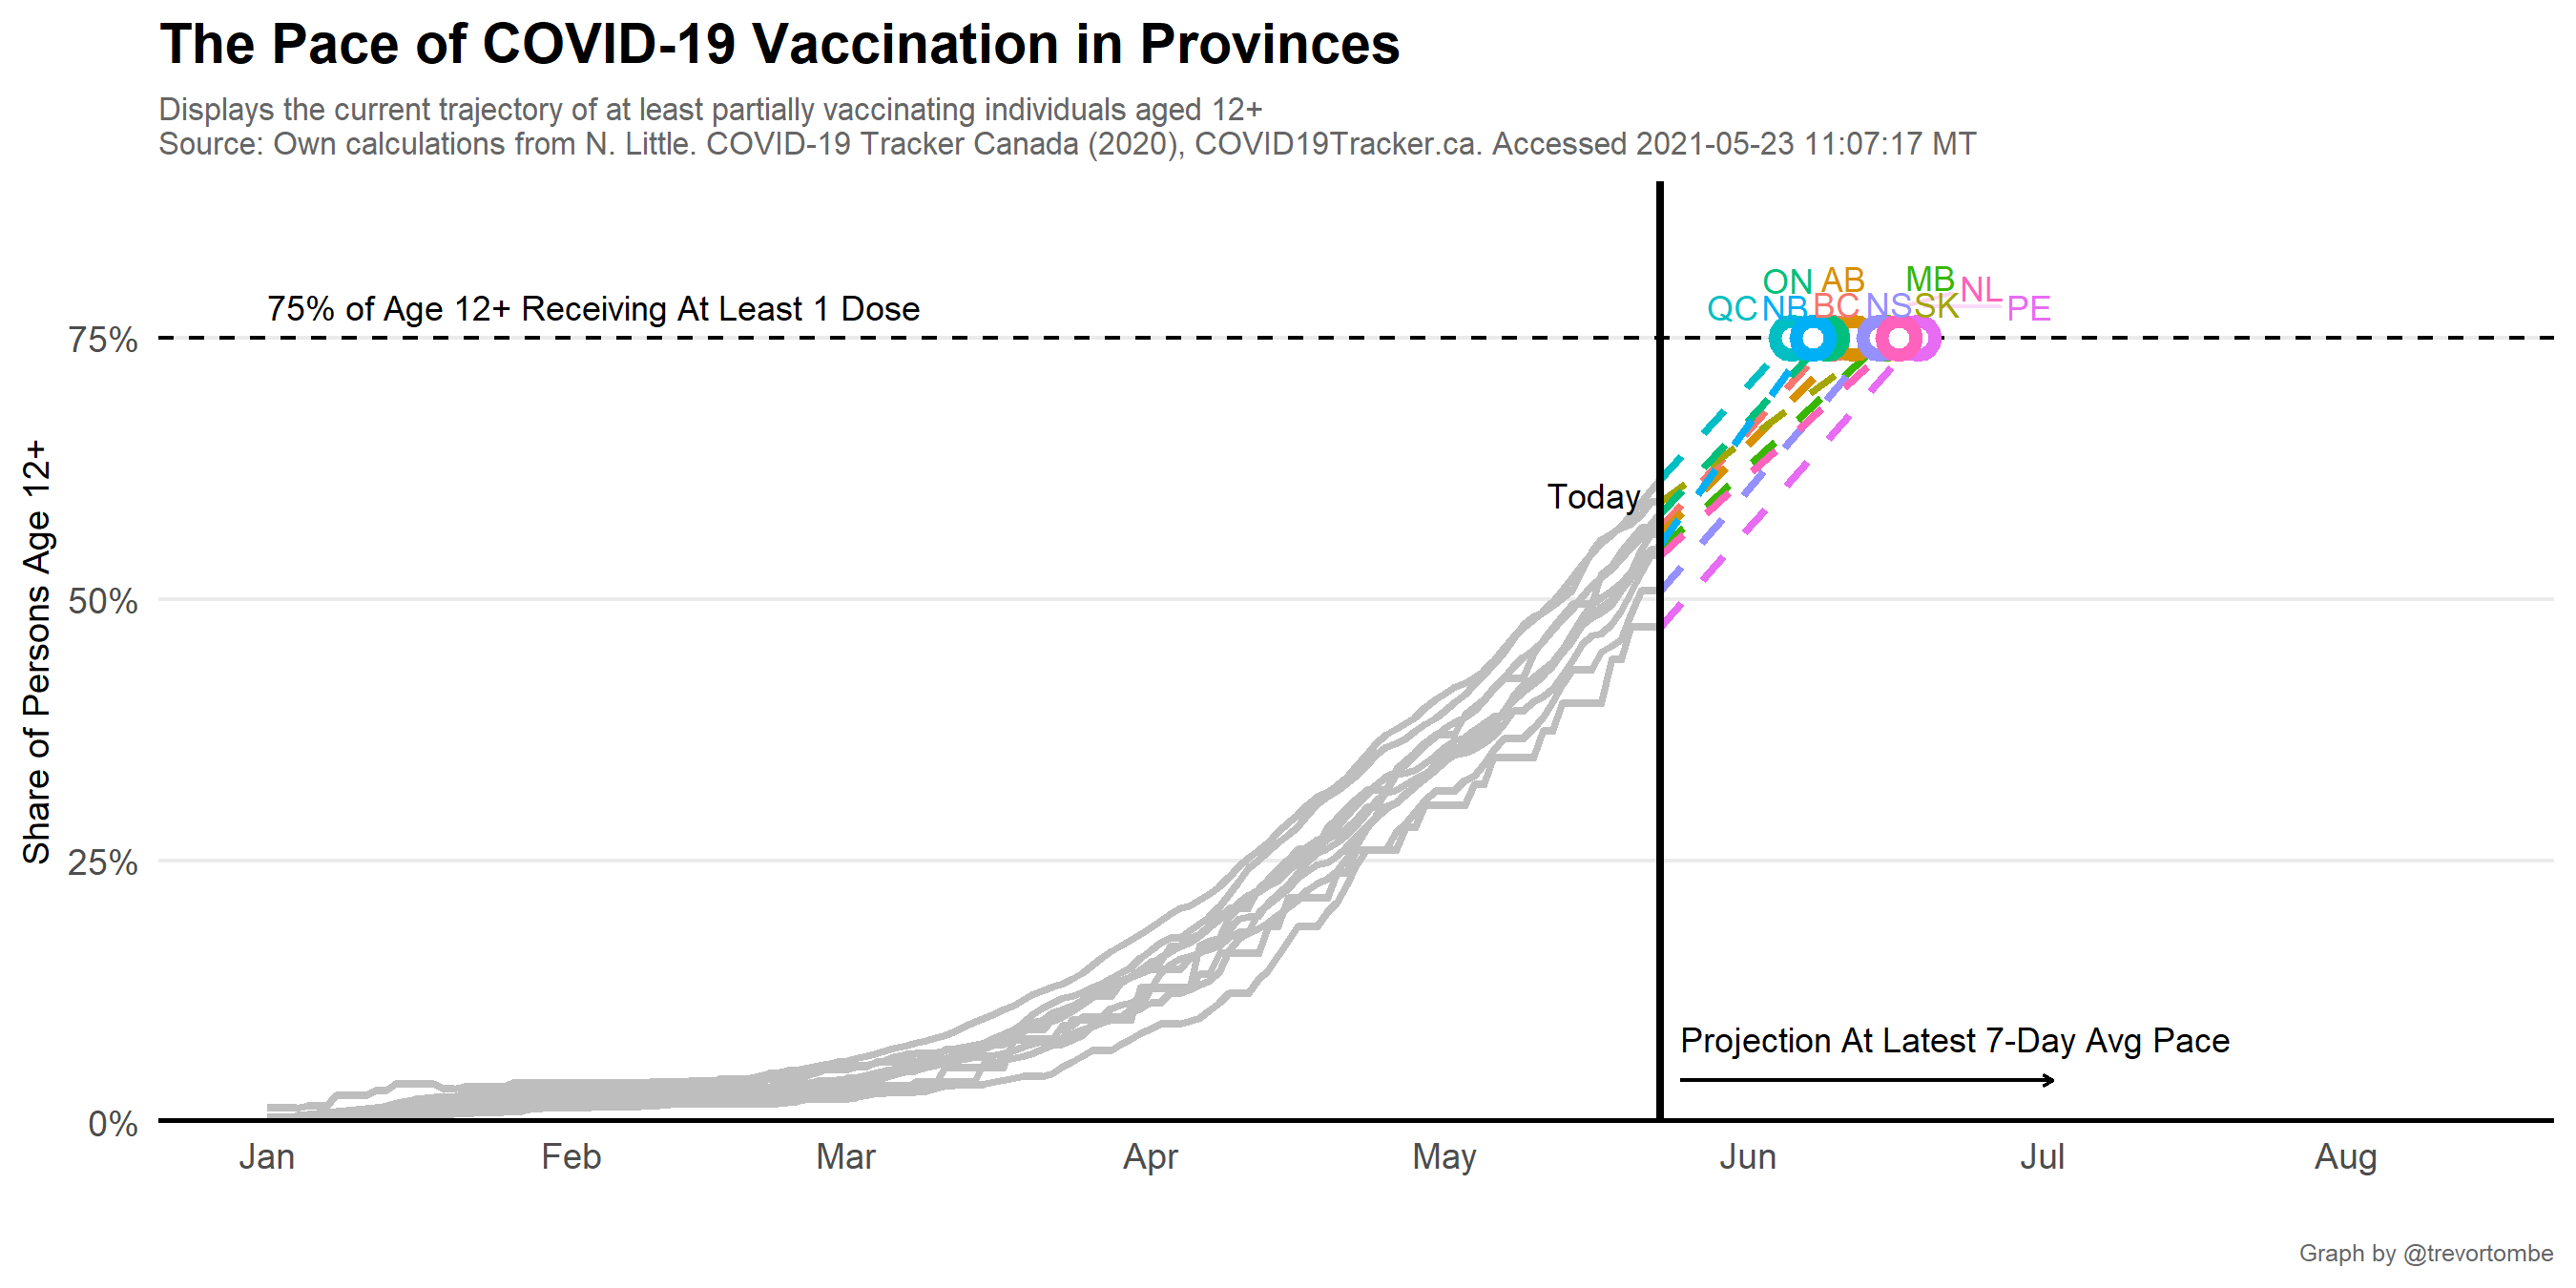 The Pace of COVID-19 Vaccination in Provinces
Displays the current trajectory of at least partially vaccinating individuals aged 12+
Source: Own calculations from N. Little. COVID-19 Tracker Canada (2020), COVID19Tracker.ca. Accessed 2021-05-23 11:07:17 MT
ON AB MB NL
QC NB BC NS SK PE
75% of Age 12+ Receiving At Least 1 Dose
75%
Share of Persons Age 12+
Today
50%
25%
Projection At Latest 7-Day Avg Pace
0%
Jan Feb Mar Apr May Jun Jul Aug
Graph by @trevortombe